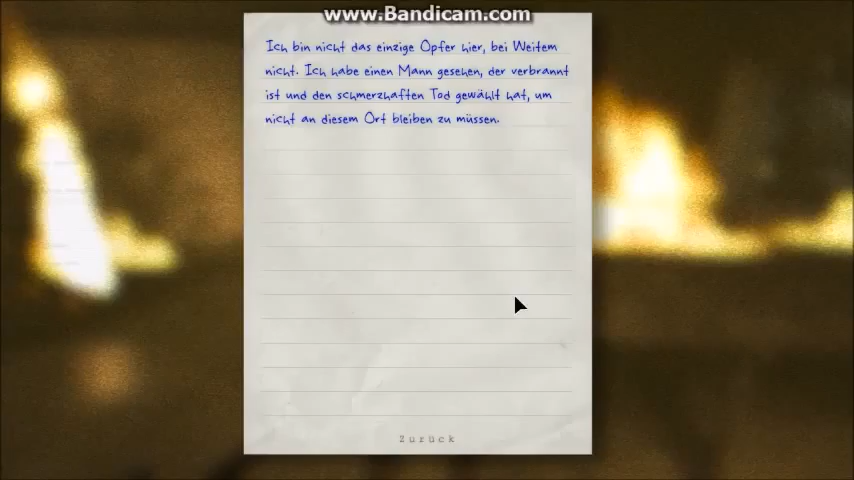 www.Bandicam.com
Ich bin nicht das einzige Opfer hier, bei Weitem
nicht. Ich habe einen Mann gesehen, der verbrannt
ist und den schmerzhaften Tod gewählt hat, um
nicht an diesem Ort bleiben zu müssen.
Zurück